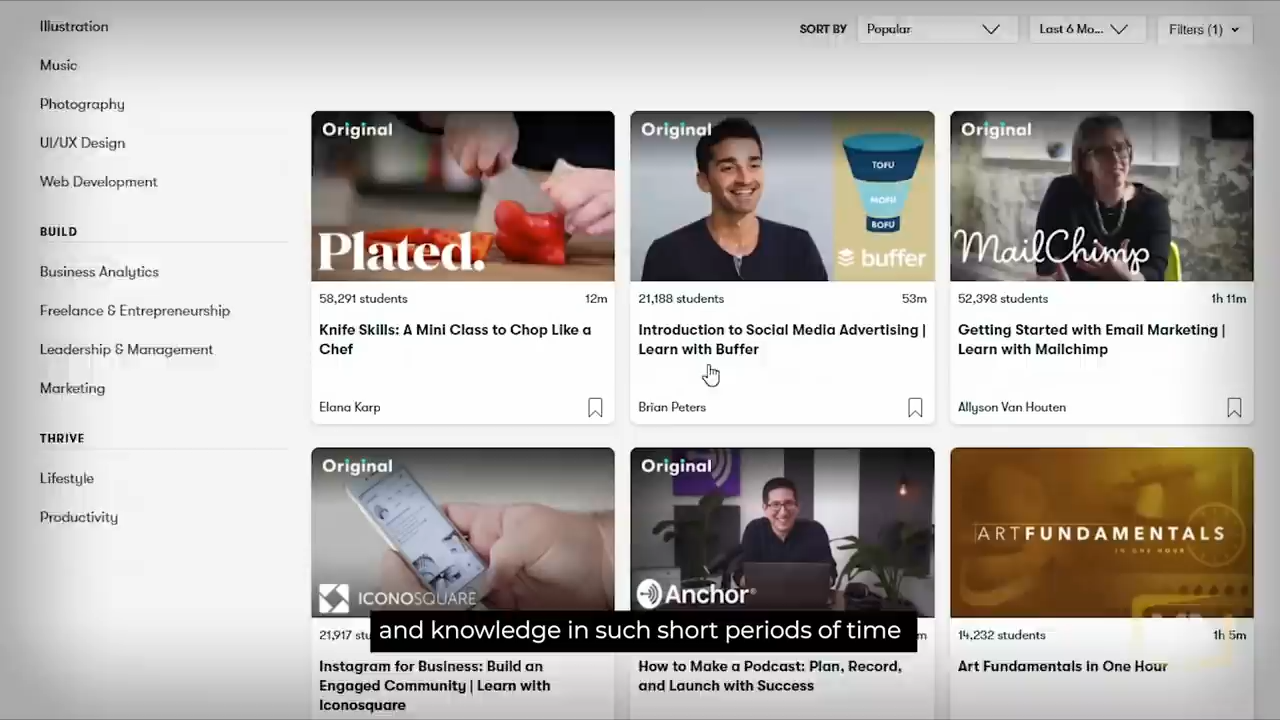 Illustration
SORT BY
Popular
Last 6 Mo...
Filters (1)
Music
Photography
UI/UX Design
Web Development
BUILD
Business Analytics
Freelance & Entrepreneurship
Leadership & Management
Marketing
THRIVE
Lifestyle
Productivity
Original
Plated.
58,291 students
12m
Knife Skills: A Mini Class to Chop Like a
Chef
Elana Karp
Original
TOFU
MOFU
BOFU
buffer
21,188 students
53m
Introduction to Social Media Advertising |
Learn with Buffer
Brian Peters
Original
MailChimp
52,398 students
1h 11m
Getting Started with Email Marketing |
Learn with Mailchimp
Allyson Van Houten
Original
ICONOSQUARE
21,917
Instagram for Business: Build an
Engaged Community | Learn with
Iconosquare
Original
Anchor
How to Make a Podcast: Plan, Record,
and Launch with Success
ARTFUNDAMENTALS
IN ONE HOUR
14,232 students
1h 5m
Art Fundamentals in One Hour
and knowledge in such short periods of time